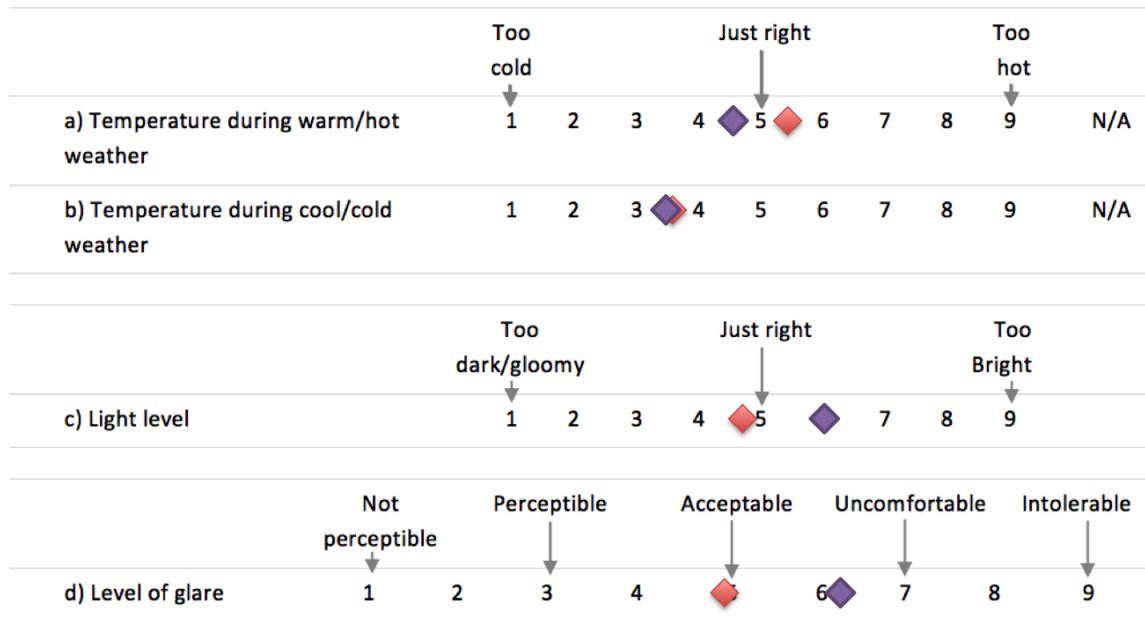 Too Just right Too
cold hot
a) Temperature during warm/hot 1 2 3 4 5 6 7 8 9 N/A
weather
b) Temperature during cool/cold 1 2 3 4 5 6 7 8 9 N/A
weather
Too Just right Too
dark/gloomy Bright
c) Light level 1 2 3 4 5 7 8 9
Not Perceptible Acceptable Uncomfortable Intolerable
perceptible
d) Level of glare 1 2 3 4 6 7 8 9